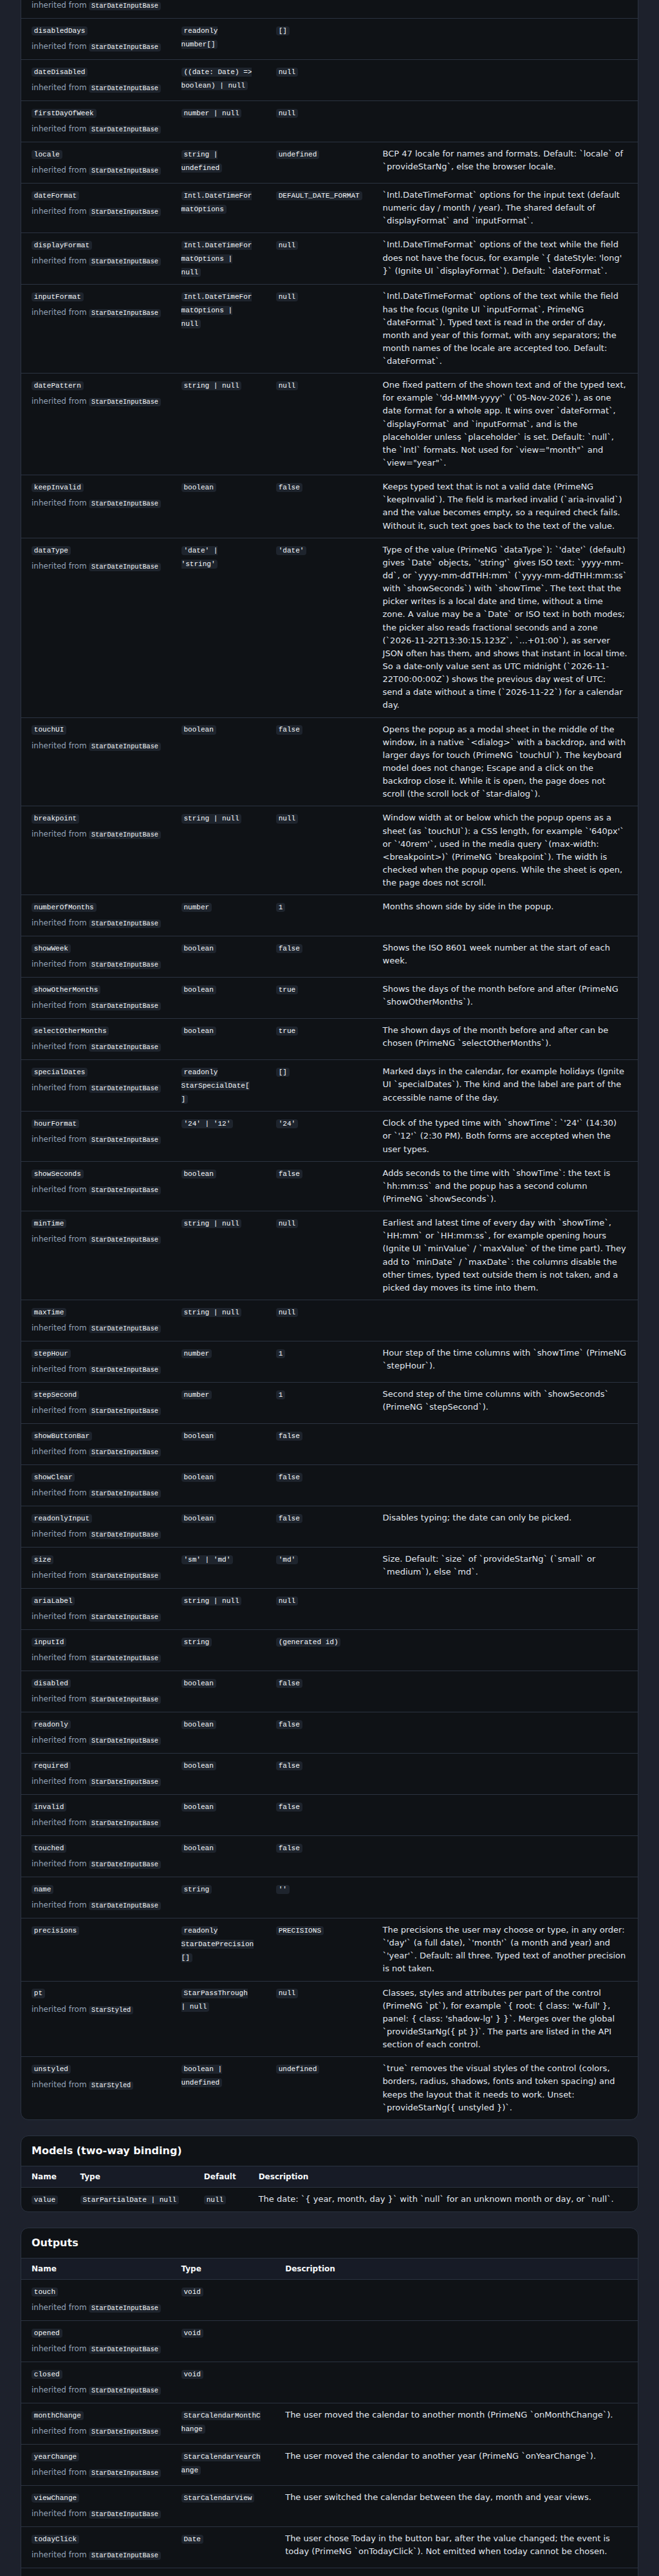 inherited from StarDateInputBase
disabledDays readonly number[] []
inherited from StarDateInputBase
dateDisabled ((date: Date) => boolean) | null null
inherited from StarDateInputBase
firstDayOfWeek number | null null
inherited from StarDateInputBase
locale string | undefined undefined BCP 47 locale for names and formats. Default: `locale` of `provideStarNg`, else the browser locale.
inherited from StarDateInputBase
dateFormat Intl.DateTimeFormatOptions DEFAULT_DATE_FORMAT `Intl.DateTimeFormat` options for the input text (default numeric day / month / year). The shared default of `displayFormat` and `inputFormat`.
inherited from StarDateInputBase
displayFormat Intl.DateTimeFormatOptions | null null `Intl.DateTimeFormat` options of the text while the field does not have the focus, for example `{ dateStyle: 'long' }` (Ignite UI `displayFormat`). Default: `dateFormat`.
inherited from StarDateInputBase
inputFormat Intl.DateTimeFormatOptions | null null `Intl.DateTimeFormat` options of the text while the field has the focus (Ignite UI `inputFormat`, PrimeNG `dateFormat`). Typed text is read in the order of day, month and year of this format, with any separators; the month names of the locale are accepted too. Default: `dateFormat`.
inherited from StarDateInputBase
datePattern string | null null One fixed pattern of the shown text and of the typed text, for example `'dd-MMM-yyyy'` (`05-Nov-2026`), as one date format for a whole app. It wins over `dateFormat`, `displayFormat` and `inputFormat`, and is the placeholder unless `placeholder` is set. Default: `null`, the `Intl` formats. Not used for `view="month"` and `view="year"`.
inherited from StarDateInputBase
keepInvalid boolean false Keeps typed text that is not a valid date (PrimeNG `keepInvalid`). The field is marked invalid (`aria-invalid`) and the value becomes empty, so a required check fails. Without it, such text goes back to the text of the value.
inherited from StarDateInputBase
dataType 'date' | 'string' 'date' Type of the value (PrimeNG `dataType`): `'date'` (default) gives `Date` objects, `'string'` gives ISO text: `yyyy-mm-dd`, or `yyyy-mm-ddTHH:mm` (`yyyy-mm-ddTHH:mm:ss` with `showSeconds`) with `showTime`. The text that the picker writes is a local date and time, without a time zone. A value may be a `Date` or ISO text in both modes; the picker also reads fractional seconds and a zone (`2026-11-22T13:30:15.123Z`, `...+01:00`), as server JSON often has them, and shows that instant in local time. So a date-only value sent as UTC midnight (`2026-11-22T00:00:00Z`) shows the previous day west of UTC: send a date without a time (`2026-11-22`) for a calendar day.
inherited from StarDateInputBase
touchUI boolean false Opens the popup as a modal sheet in the middle of the window, in a native `<dialog>` with a backdrop, and with larger days for touch (PrimeNG `touchUI`). The keyboard model does not change; Escape and a click on the backdrop close it. While it is open, the page does not scroll (the scroll lock of `star-dialog`).
inherited from StarDateInputBase
breakpoint string | null null Window width at or below which the popup opens as a sheet (as `touchUI`): a CSS length, for example `'640px'` or `'40rem'`, used in the media query `(max-width: <breakpoint>)` (PrimeNG `breakpoint`). The width is checked when the popup opens. While the sheet is open, the page does not scroll.
inherited from StarDateInputBase
numberOfMonths number 1 Months shown side by side in the popup.
inherited from StarDateInputBase
showWeek boolean false Shows the ISO 8601 week number at the start of each week.
inherited from StarDateInputBase
showOtherMonths boolean true Shows the days of the month before and after (PrimeNG `showOtherMonths`).
inherited from StarDateInputBase
selectOtherMonths boolean true The shown days of the month before and after can be chosen (PrimeNG `selectOtherMonths`).
inherited from StarDateInputBase
specialDates readonly StarSpecialDate[] [] Marked days in the calendar, for example holidays (Ignite UI `specialDates`). The kind and the label are part of the accessible name of the day.
inherited from StarDateInputBase
hourFormat '24' | '12' '24' Clock of the typed time with `showTime`: `'24'` (14:30) or `'12'` (2:30 PM). Both forms are accepted when the user types.
inherited from StarDateInputBase
showSeconds boolean false Adds seconds to the time with `showTime`: the text is `hh:mm:ss` and the popup has a second column (PrimeNG `showSeconds`).
inherited from StarDateInputBase
minTime string | null null Earliest and latest time of every day with `showTime`, `HH:mm` or `HH:mm:ss`, for example opening hours (Ignite UI `minValue` / `maxValue` of the time part). They add to `minDate` / `maxDate`: the columns disable the other times, typed text outside them is not taken, and a picked day moves its time into them.
inherited from StarDateInputBase
maxTime string | null null
inherited from StarDateInputBase
stepHour number 1 Hour step of the time columns with `showTime` (PrimeNG `stepHour`).
inherited from StarDateInputBase
stepSecond number 1 Second step of the time columns with `showSeconds` (PrimeNG `stepSecond`).
inherited from StarDateInputBase
showButtonBar boolean false
inherited from StarDateInputBase
showClear boolean false
inherited from StarDateInputBase
readonlyInput boolean false Disables typing; the date can only be picked.
inherited from StarDateInputBase
size 'sm' | 'md' 'md' Size. Default: `size` of `provideStarNg` (`small` or `medium`), else `md`.
inherited from StarDateInputBase
ariaLabel string | null null
inherited from StarDateInputBase
inputId string (generated id)
inherited from StarDateInputBase
disabled boolean false
inherited from StarDateInputBase
readonly boolean false
inherited from StarDateInputBase
required boolean false
inherited from StarDateInputBase
invalid boolean false
inherited from StarDateInputBase
touched boolean false
inherited from StarDateInputBase
name string ''
inherited from StarDateInputBase
precisions readonly StarDatePrecision[] PRECISIONS The precisions the user may choose or type, in any order: `'day'` (a full date), `'month'` (a month and year) and `'year'`. Default: all three. Typed text of another precision is not taken.
pt StarPassThrough | null null Classes, styles and attributes per part of the control (PrimeNG `pt`), for example `{ root: { class: 'w-full' }, panel: { class: 'shadow-lg' } }`. Merges over the global `provideStarNg({ pt })`. The parts are listed in the API section of each control.
inherited from StarStyled
unstyled boolean | undefined undefined `true` removes the visual styles of the control (colors, borders, radius, shadows, fonts and token spacing) and keeps the layout that it needs to work. Unset: `provideStarNg({ unstyled })`.
inherited from StarStyled
Models (two-way binding)
Name Type Default Description
value StarPartialDate | null null The date: `{ year, month, day }` with `null` for an unknown month or day, or `null`.
Outputs
Name Type Description
touch void
inherited from StarDateInputBase
opened void
inherited from StarDateInputBase
closed void
inherited from StarDateInputBase
monthChange StarCalendarMonthChange The user moved the calendar to another month (PrimeNG `onMonthChange`).
inherited from StarDateInputBase
yearChange StarCalendarYearChange The user moved the calendar to another year (PrimeNG `onYearChange`).
inherited from StarDateInputBase
viewChange StarCalendarView The user switched the calendar between the day, month and year views.
inherited from StarDateInputBase
todayClick Date The user chose Today in the button bar, after the value changed; the event is today (PrimeNG `onTodayClick`). Not emitted when today cannot be chosen.
inherited from StarDateInputBase